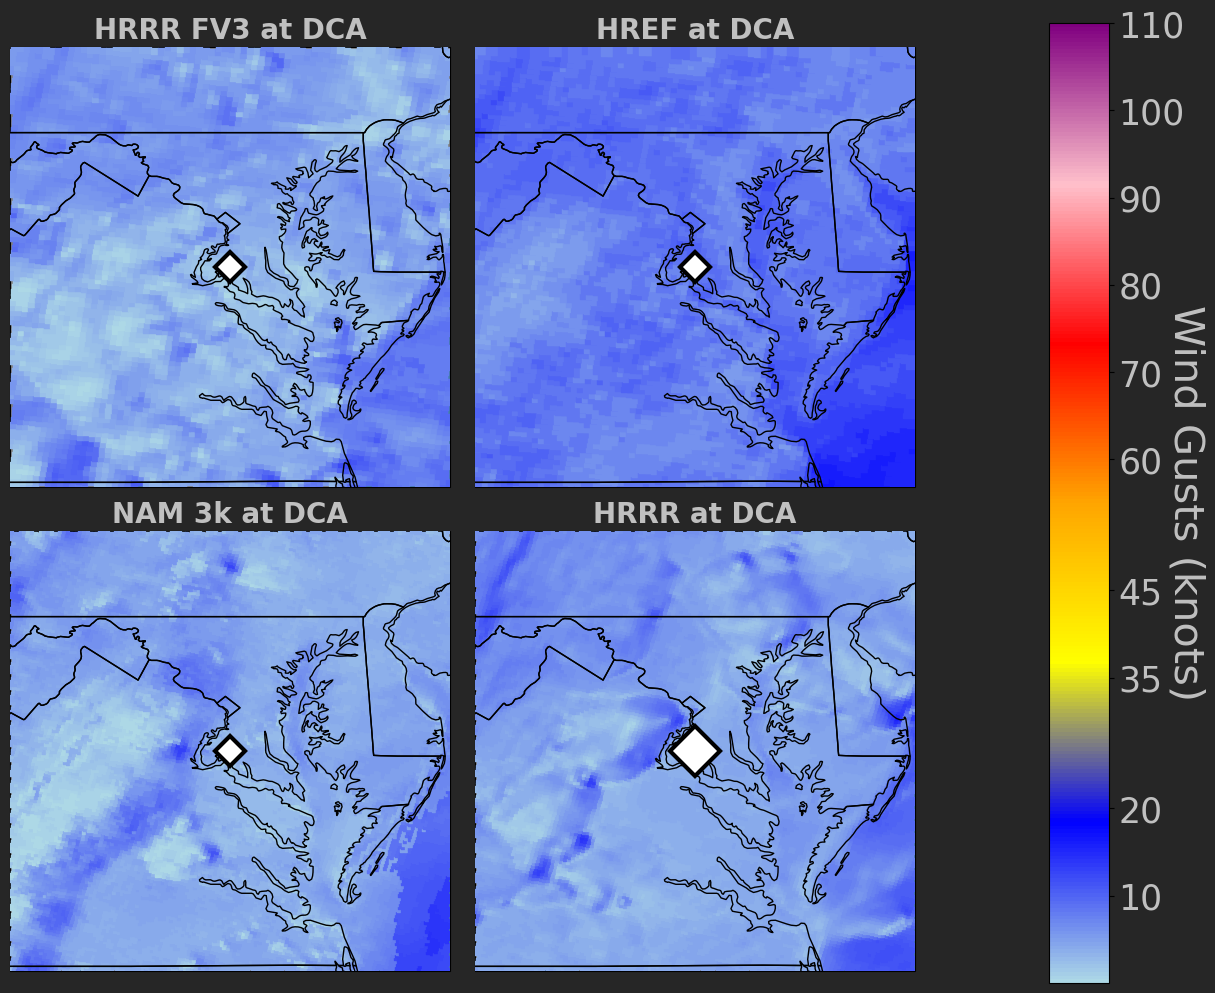 HRRR FV3 at DCA
HREF at DCA
NAM 3k at DCA
HRRR at DCA
110
100
90
80
70
60
45
35
20
10
Wind Gusts (knots)